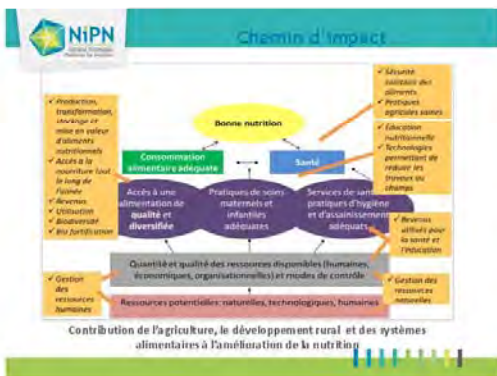 NiPN
Chemin d'impact
✓ Production,
transformation,
stockage et
mise en valeur
d'aliments
nutritionnels
✓ Accès à la
nourriture tout
le long de
l'année
✓ Revenus
✓ Utilisation
✓ Biodiversité
✓ Bio fortification
Bonne nutrition
✓ Sécurité
sanitaire des
aliments
✓ Pratiques
agricoles saines
✓ Éducation
nutritionnelle
✓ Technologies
permettant de
réduire les
travaux au
champs
Consommation
alimentaire adéquate
Santé
Accès à une
alimentation de
qualité et
diversifiée
Pratiques de soins
maternels et
infantiles
adéquates
Services de santé
pratiques d'hygiène
et d'assainissement
adéquats
✓ Revenus
utilisés pour
la santé et
l'éducation
Quantité et qualité des ressources disponibles (humaines,
économiques, organisationnelles) et modes de contrôle
✓ Gestion
des
ressources
humaines
✓ Gestion
des
ressources
naturelles
Ressources potentielles: naturelles, technologiques, humaines
Contribution de l'agriculture, le développement rural et des systèmes
alimentaires à l'amélioration de la nutrition